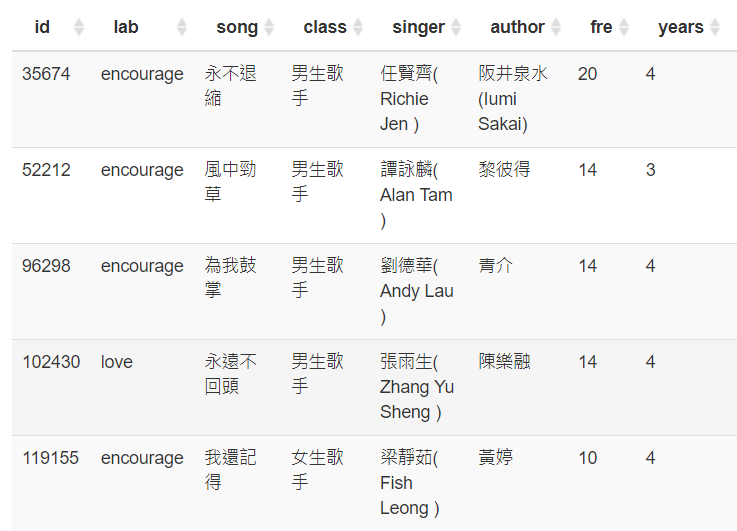 id lab song class singer author fre years
35674 encourage 永不退 男生歌 任賢齊( 阪井泉水 20 4
縮 手 Richie (Iumi
Jen ) Sakai)
52212 encourage 風中勁 男生歌 譚詠麟( 黎彼得 14 3
草 手 Alan Tam
)
96298 encourage 為我鼓 男生歌 劉德華( 青介 14 4
掌 手 Andy Lau
)
102430 love 永遠不 男生歌 張雨生( 陳樂融 14 4
回頭 手 Zhang Yu
Sheng )
119155 encourage 我還記 女生歌 梁靜茹( 黃婷 10 4
得 手 Fish
Leong )